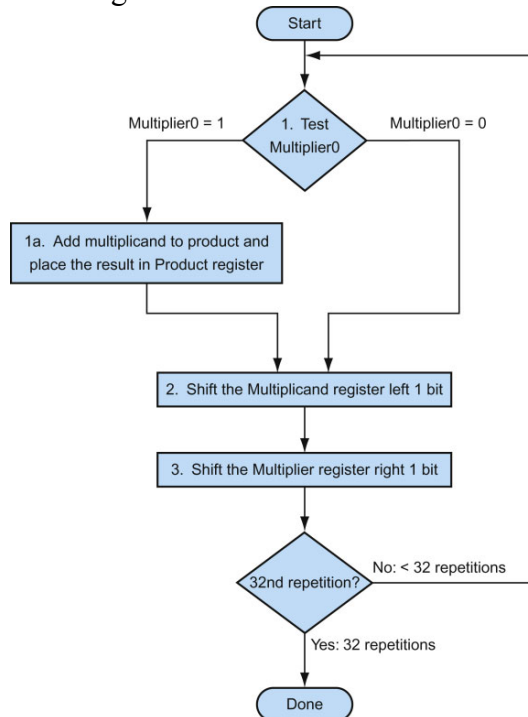 Start
1. Test
Multiplier0
Multiplier0 = 1
Multiplier0 = 0
1a. Add multiplicand to product and
place the result in Product register
2. Shift the Multiplicand register left 1 bit
3. Shift the Multiplier register right 1 bit
32nd repetition?
No: < 32 repetitions
Yes: 32 repetitions
Done